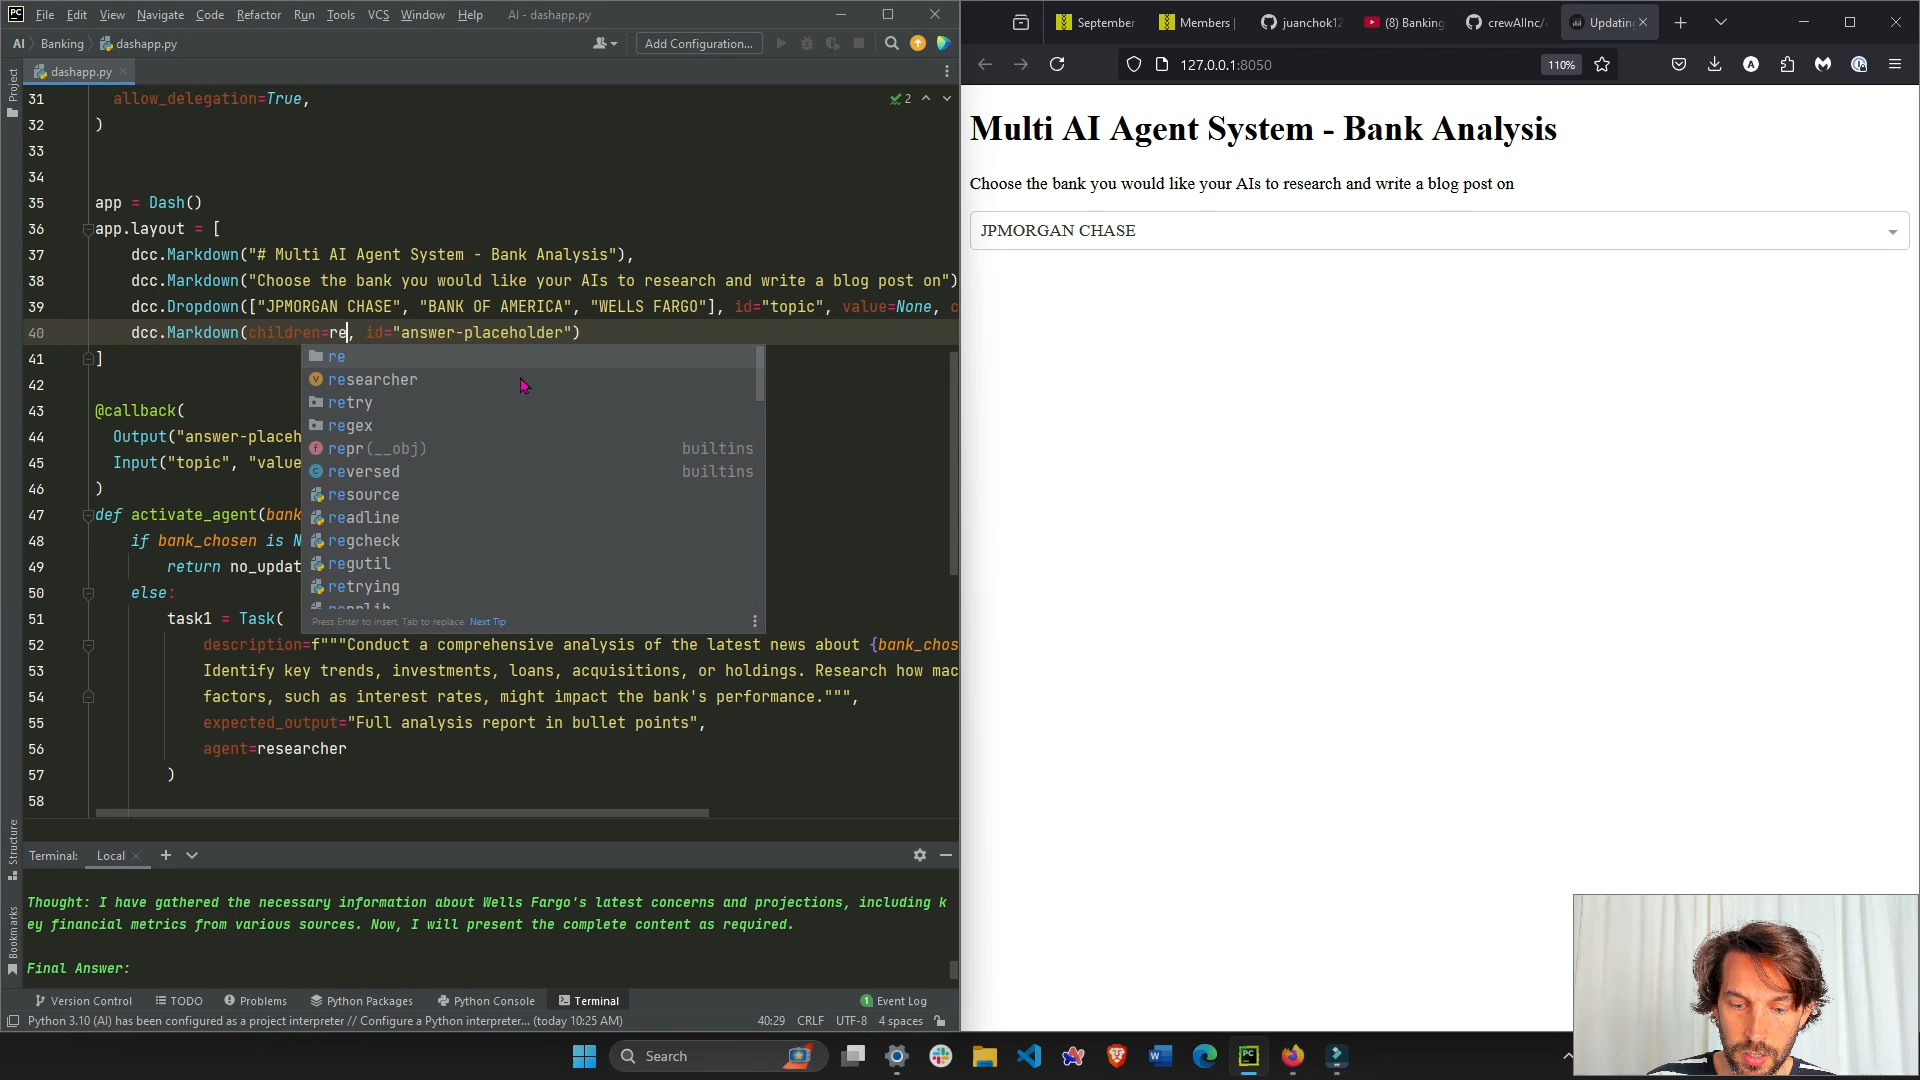 File Edit View Navigate Code Refactor Run Tools VCS Window Help AI - dashapp.py
AI Banking dashapp.py Add Configuration...
dashapp.py
Project
31 allow_delegation=True, 2
32 )
33
34
35 app = Dash()
36 app.layout = [
37 dcc.Markdown("# Multi AI Agent System - Bank Analysis"),
38 dcc.Markdown("Choose the bank you would like your AIs to research and write a blog post on")
39 dcc.Dropdown(["JPMORGAN CHASE", "BANK OF AMERICA", "WELLS FARGO"], id="topic", value=None, c
40 dcc.Markdown(children=re, id="answer-placeholder")
41 ]
42
43 @callback(
44 Output("answer-placeh
45 Input("topic", "value
46 )
47 def activate_agent(bank
48 if bank_chosen is N
49 return no_updat
50 else:
51 task1 = Task(
52 description=f"""Conduct a comprehensive analysis of the latest news about {bank_chos
53 Identify key trends, investments, loans, acquisitions, or holdings. Research how mac
54 factors, such as interest rates, might impact the bank's performance.""",
55 expected_output="Full analysis report in bullet points",
56 agent=researcher
57 )
58
re
researcher
retry
regex
repr(__obj) builtins
reversed builtins
resource
readline
regcheck
regutil
retrying
Press Enter to insert, Tab to replace Next Tip
Structure
Bookmarks
Terminal: Local
Thought: I have gathered the necessary information about Wells Fargo's latest concerns and projections, including k
ey financial metrics from various sources. Now, I will present the complete content as required.
Final Answer:
Version Control TODO Problems Python Packages Python Console Terminal 1 Event Log
Python 3.10 (AI) has been configured as a project interpreter // Configure a Python interpreter... (today 10:25 AM) 40:29 CRLF UTF-8 4 spaces
September Members | juanchok12 (8) Banking crewAIInc/ Updating
127.0.0.1:8050 110%
Multi AI Agent System - Bank Analysis
Choose the bank you would like your AIs to research and write a blog post on
JPMORGAN CHASE
Search